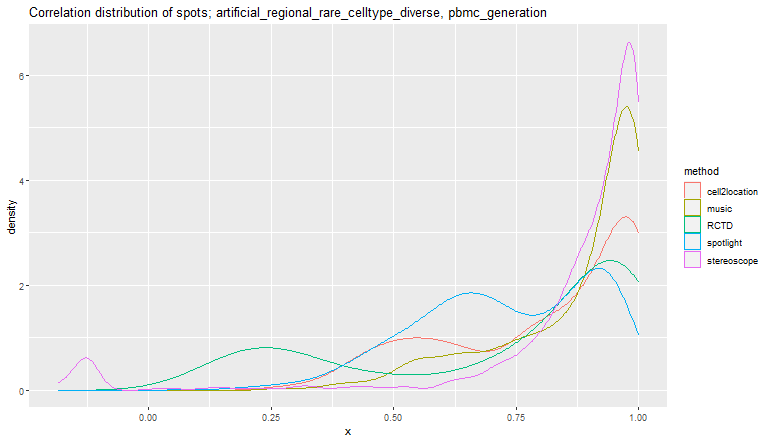 Correlation distribution of spots; artificial_regional_rare_celltype_diverse, pbmc_generation
6
4
2
0
density
0.00
0.25
0.50
0.75
1.00
x
method
cell2location
music
RCTD
spotlight
stereoscope